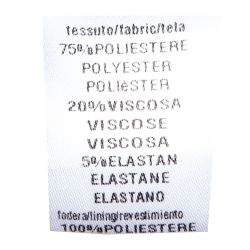 tessuto/fabric/tela
75%POLIESTERE
POLYESTER
POLIèSTER
20%VISCOSA
VISCOSE
VISCOSA
5%ELASTAN
ELASTANE
ELASTANO
fodera/lining/revestimiento
100%POLIESTERE